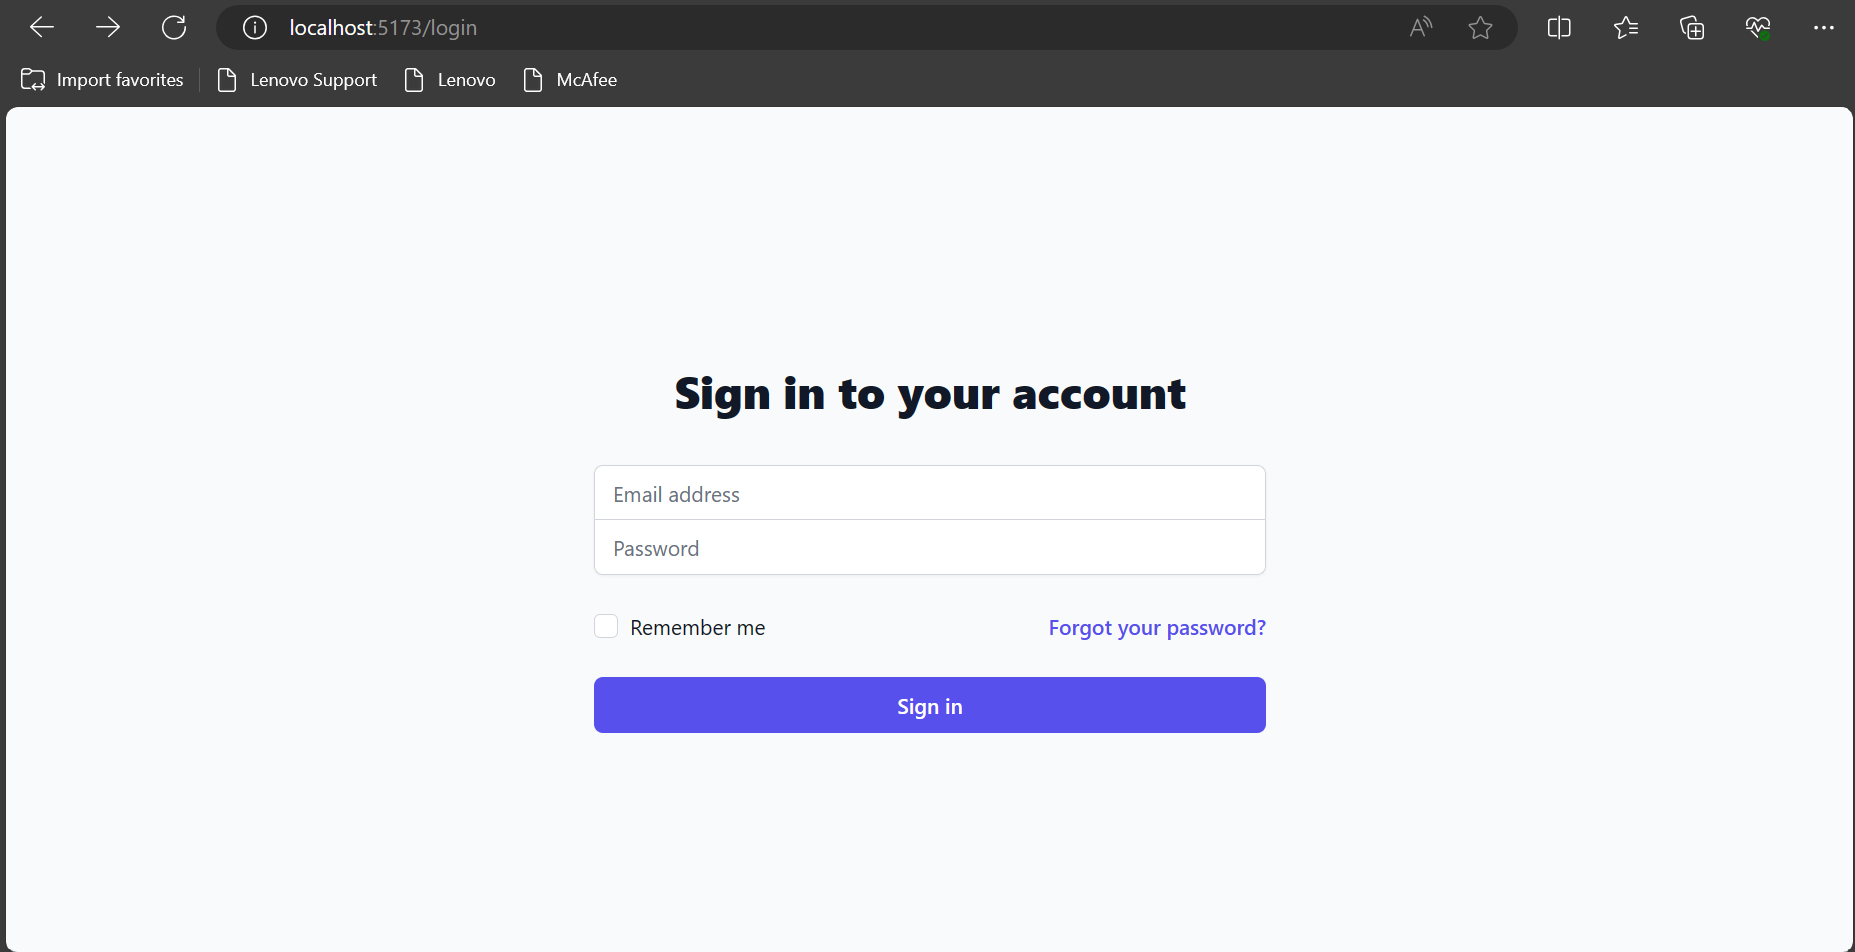 localhost:5173/login
Import favorites Lenovo Support Lenovo McAfee
Sign in to your account
Email address
Password
Remember me Forgot your password?
Sign in